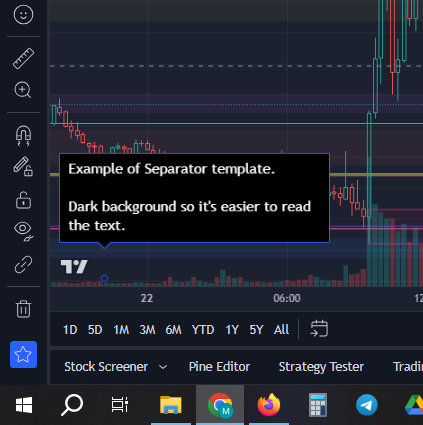 Example of Separator template.
Dark background so it's easier to read
the text.
22
06:00
12
1D 5D 1M 3M 6M YTD 1Y 5Y All
Stock Screener Pine Editor Strategy Tester Tradi
M